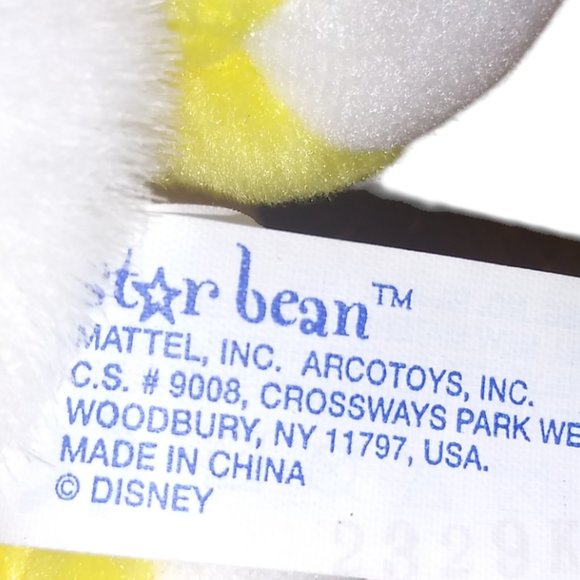 star bean™
MATTEL, INC. ARCOTOYS, INC.
C.S. # 9008, CROSSWAYS PARK WE
WOODBURY, NY 11797, USA.
MADE IN CHINA
© DISNEY